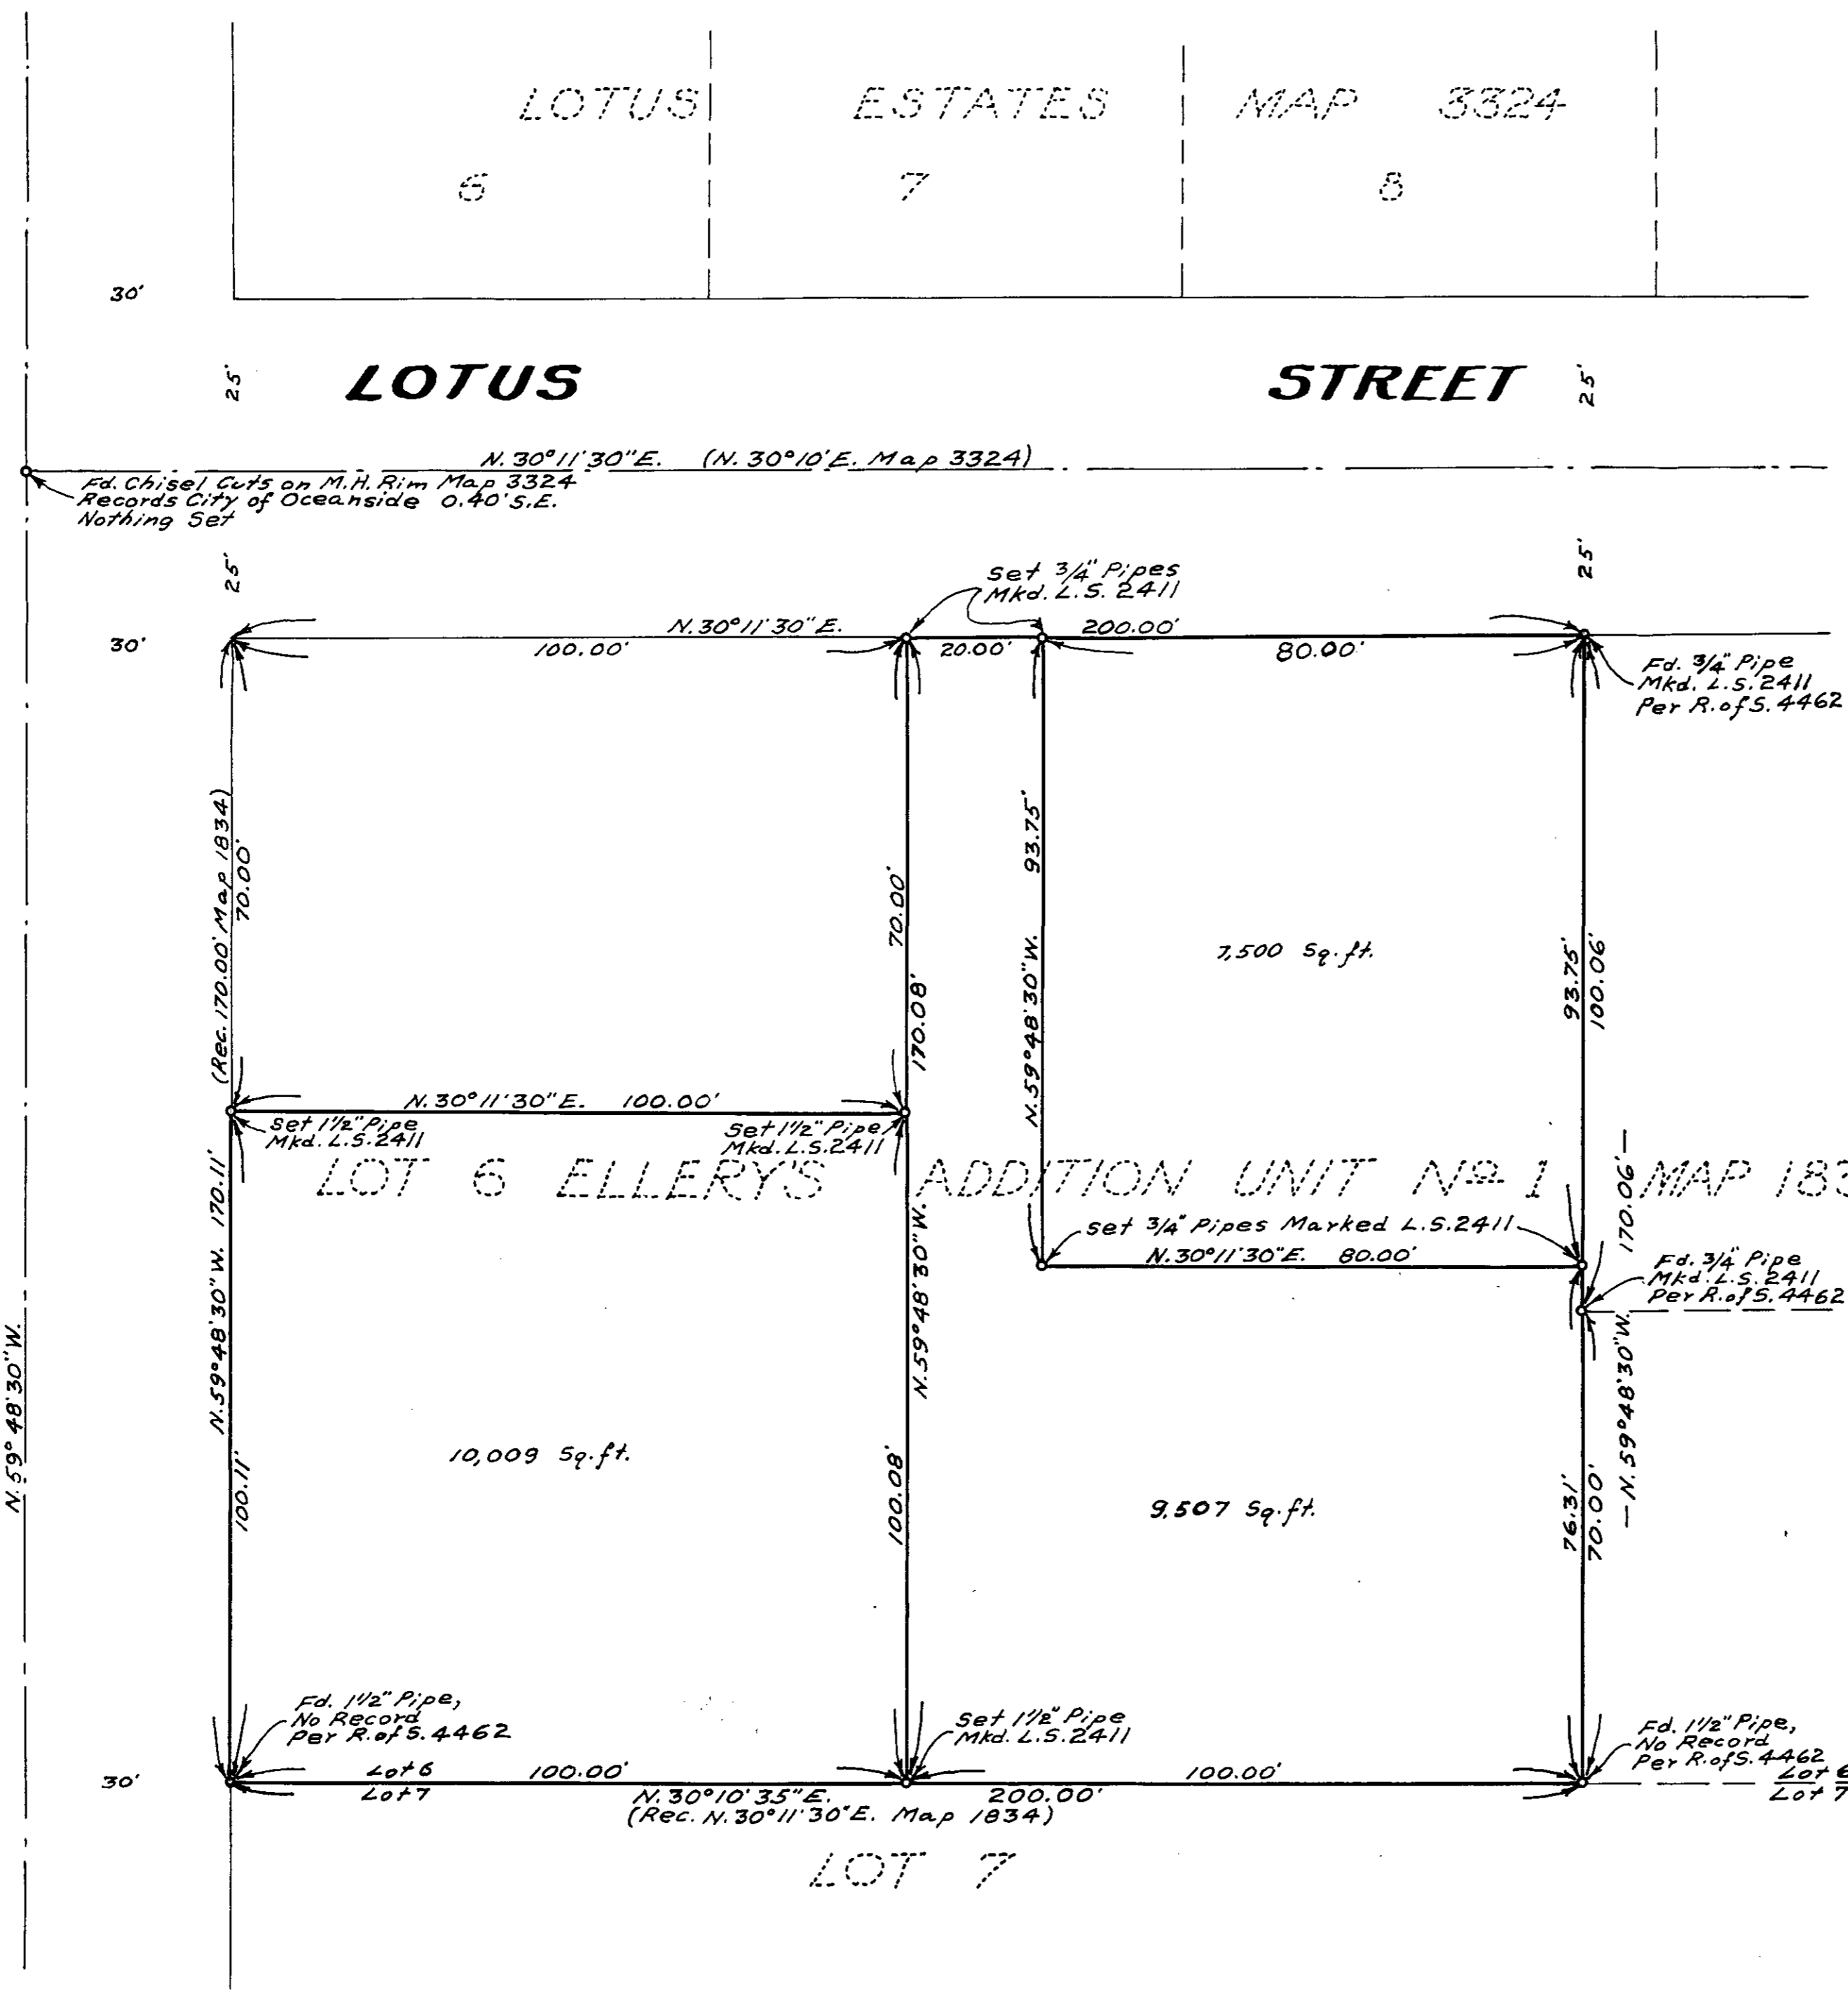 LOTUS ESTATES MAP 3324
6 7 8
30'
25'
LOTUS STREET
25'
N. 30°11'30"E. (N. 30°10'E. Map 3324)
Fd. Chisel Cuts on M.H. Rim Map 3324
Records City of Oceanside 0.40' S.E.
Nothing Set
25'
25'
Set 3/4" Pipes
Mkd. L.S. 2411
30'
N.30°11'30"E.
200.00'
100.00'
20.00'
80.00'
Fd. 3/4" Pipe
Mkd. L.S. 2411
Per R. of S. 4462
(Rec. 170.00' Map 1834)
70.00'
70.00'
170.08'
N.59°48'30"W. 93.75'
7,500 Sq. ft.
93.75'
100.06'
N.30°11'30"E. 100.00'
Set 1 1/2" Pipe
Mkd. L.S. 2411
Set 1 1/2" Pipe
Mkd. L.S. 2411
LOT 6 ELLERY'S ADDITION UNIT Nº 1 MAP 183
Set 3/4" Pipes Marked L.S. 2411
N.30°11'30"E. 80.00'
Fd. 3/4" Pipe
Mkd. L.S. 2411
Per R. of S. 4462
N.59°48'30"W.
N.59°48'30"W. 170.11'
100.11'
10,009 Sq. ft.
N.59°48'30"W.
100.08'
9,507 Sq. ft.
76.31'
70.00'
—N.59°48'30"W. 170.06'—
Fd. 1 1/2" Pipe,
No Record
Per R. of S. 4462
Set 1 1/2" Pipe
Mkd. L.S. 2411
Fd. 1 1/2" Pipe,
No Record
Per R. of S. 4462
30'
Lot 6
Lot 7
100.00'
100.00'
Lot 6
Lot 7
N.30°10'35"E. 200.00'
(Rec. N.30°11'30"E. Map 1834)
LOT 7